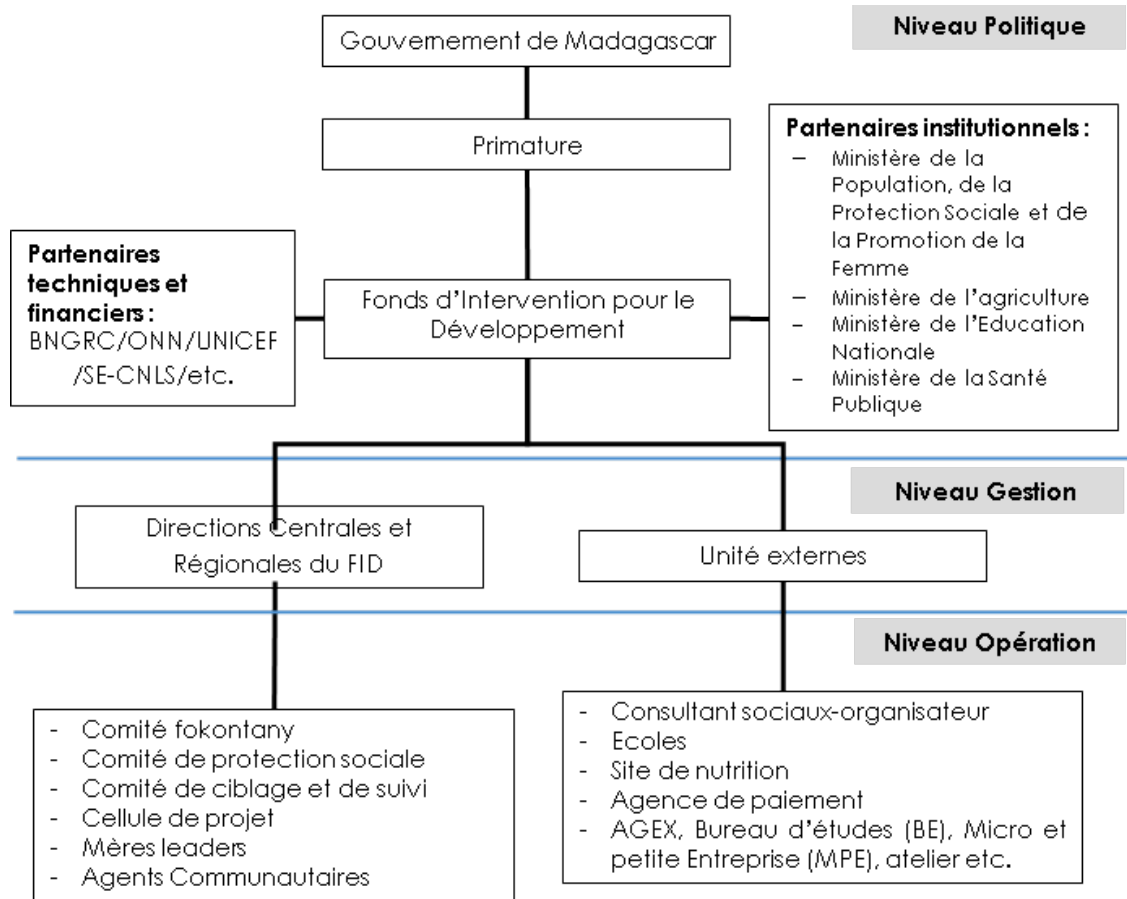 Gouvernement de Madagascar
Niveau Politique
Primature
Partenaires institutionnels :
– Ministère de la
Population, de la
Protection Sociale et de
la Promotion de la
Femme
– Ministère de l'agriculture
– Ministère de l'Education
Nationale
– Ministère de la Santé
Publique
Partenaires
techniques et
financiers :
BNGRC/ONN/UNICEF
/SE-CNLS/etc.
Fonds d'Intervention pour le
Développement
Niveau Gestion
Directions Centrales et
Régionales du FID
Unité externes
Niveau Opération
- Comité fokontany
- Comité de protection sociale
- Comité de ciblage et de suivi
- Cellule de projet
- Mères leaders
- Agents Communautaires
- Consultant sociaux-organisateur
- Ecoles
- Site de nutrition
- Agence de paiement
- AGEX, Bureau d'études (BE), Micro et
petite Entreprise (MPE), atelier etc.